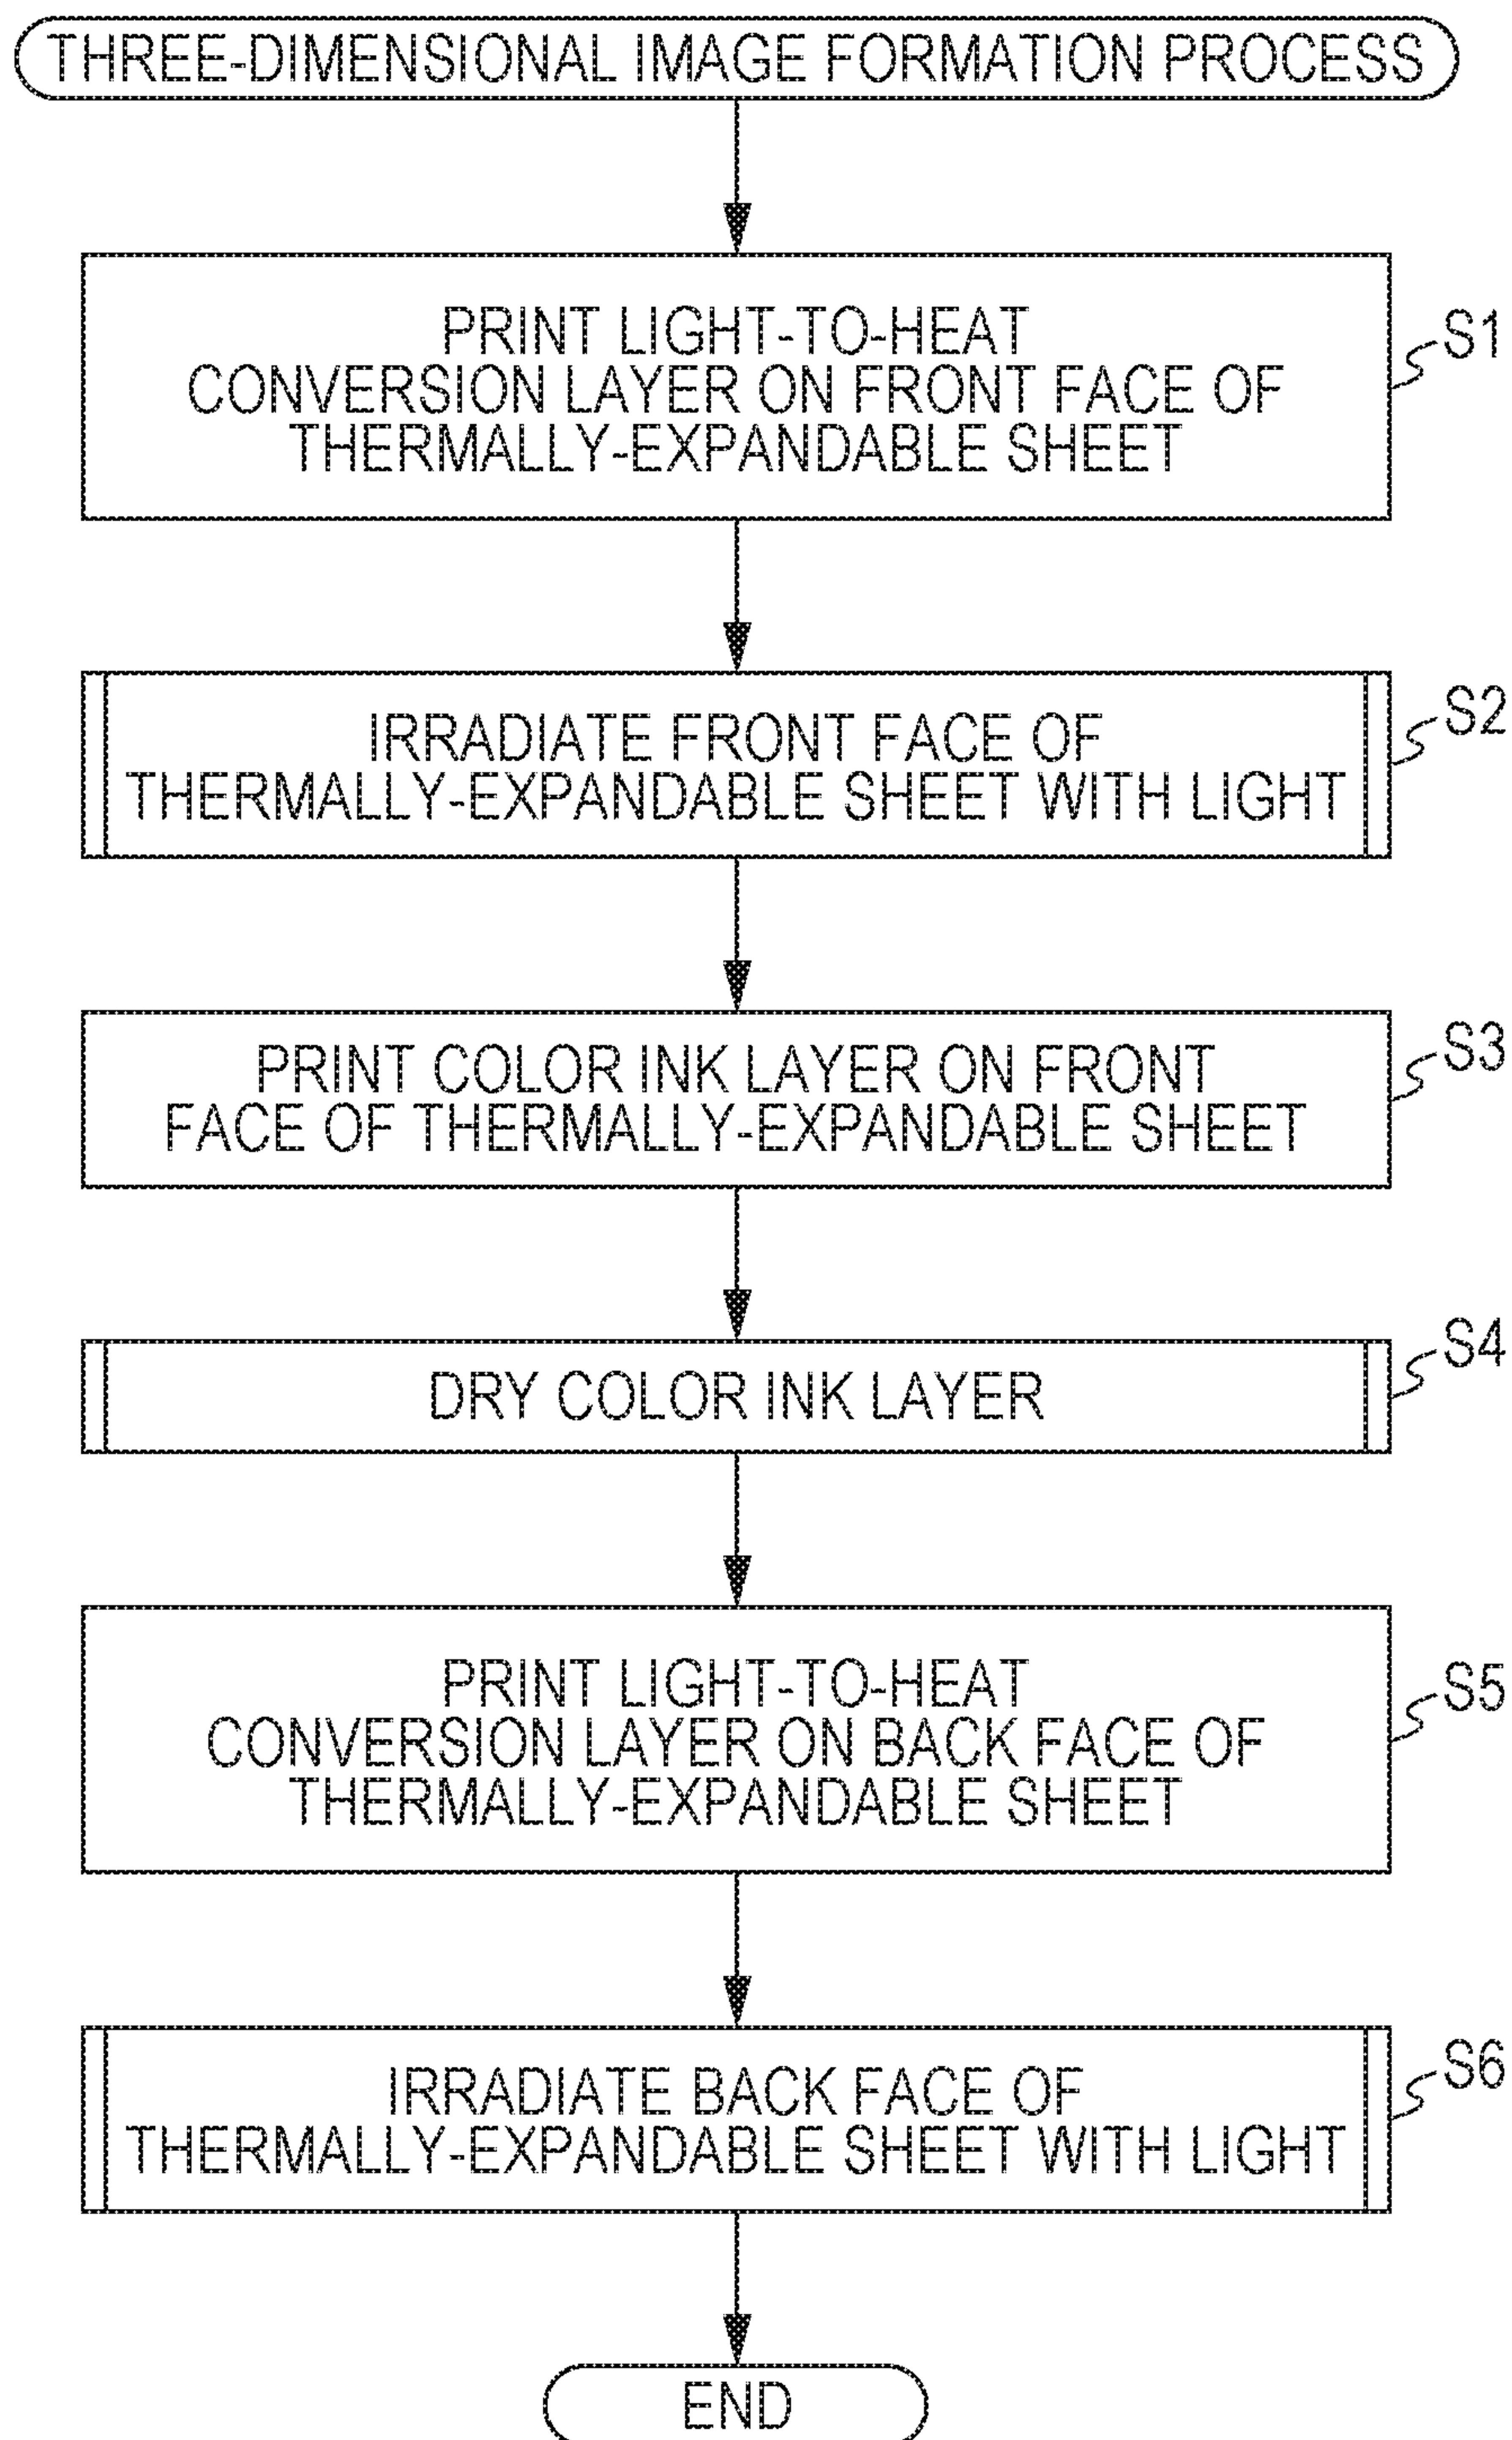 THREE-DIMENSIONAL IMAGE FORMATION PROCESS
PRINT LIGHT-TO-HEAT
CONVERSION LAYER ON FRONT FACE OF
THERMALLY-EXPANDABLE SHEET
S1
IRRADIATE FRONT FACE OF
THERMALLY-EXPANDABLE SHEET WITH LIGHT
S2
PRINT COLOR INK LAYER ON FRONT
FACE OF THERMALLY-EXPANDABLE SHEET
S3
DRY COLOR INK LAYER
S4
PRINT LIGHT-TO-HEAT
CONVERSION LAYER ON BACK FACE OF
THERMALLY-EXPANDABLE SHEET
S5
IRRADIATE BACK FACE OF
THERMALLY-EXPANDABLE SHEET WITH LIGHT
S6
END